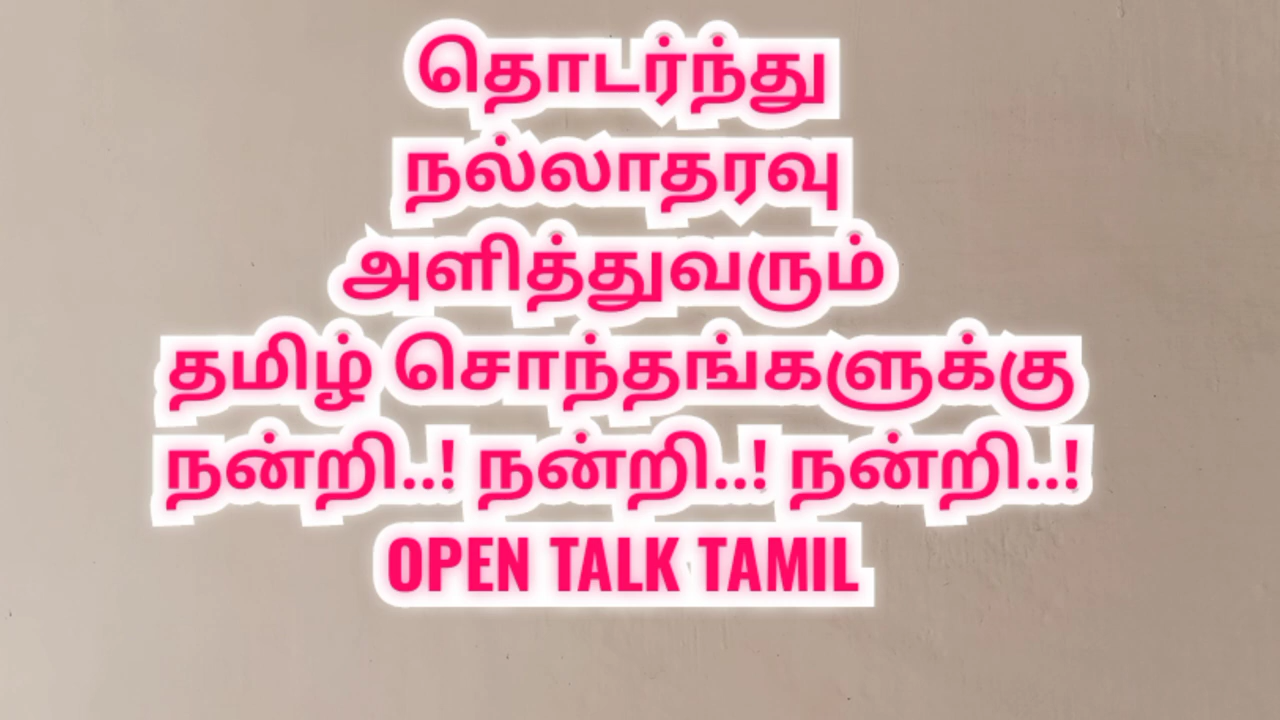 தொடர்ந்து
நல்லாதரவு
அளித்துவரும்
தமிழ் சொந்தங்களுக்கு
நன்றி..! நன்றி..! நன்றி..!
OPEN TALK TAMIL